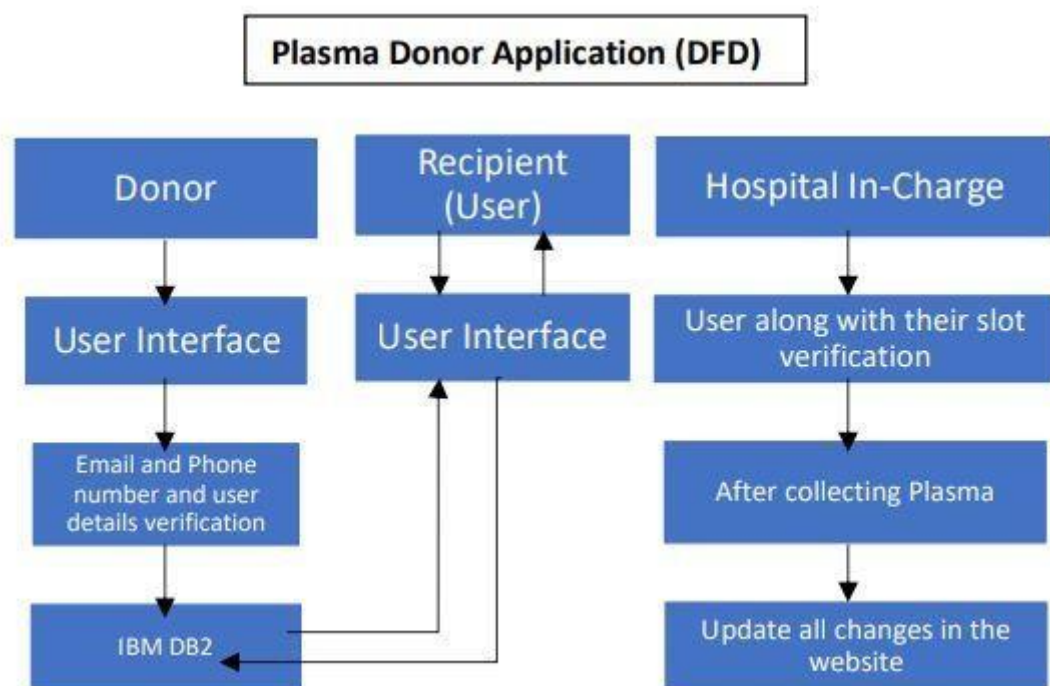 Plasma Donor Application (DFD)
Donor
User Interface
Email and Phone
number and user
details verification
IBM DB2
Recipient
(User)
User Interface
Hospital In-Charge
User along with their slot
verification
After collecting Plasma
Update all changes in the
website